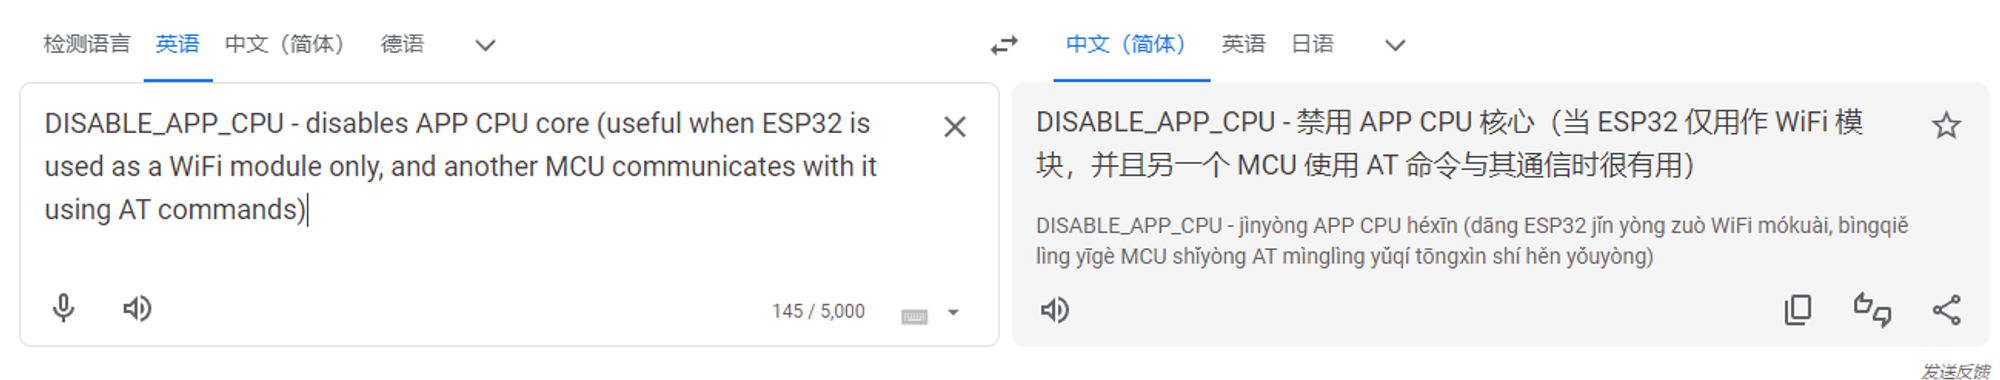 检测语言 英语 中文（简体） 德语
中文（简体） 英语 日语
DISABLE_APP_CPU - disables APP CPU core (useful when ESP32 is
used as a WiFi module only, and another MCU communicates with it
using AT commands)
145 / 5,000
DISABLE_APP_CPU - 禁用 APP CPU 核心（当 ESP32 仅用作 WiFi 模
块，并且另一个 MCU 使用 AT 命令与其通信时很有用）
DISABLE_APP_CPU - jìnyòng APP CPU héxīn (dāng ESP32 jǐn yòng zuò WiFi mókuài, bìngqiě
lìng yīgè MCU shǐyòng AT mìnglìng yǔqí tōngxìn shí hěn yǒuyòng)
发送反馈